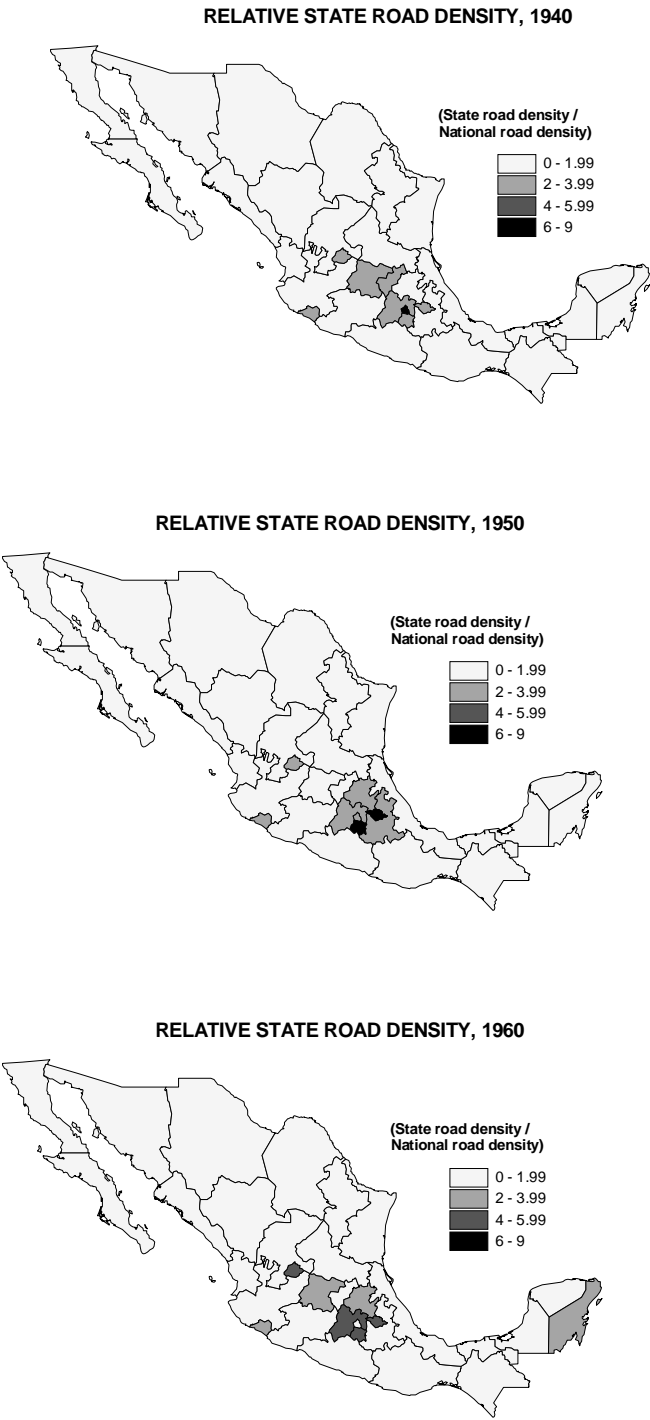 RELATIVE STATE ROAD DENSITY, 1940
(State road density /
National road density)
0 - 1.99
2 - 3.99
4 - 5.99
6 - 9
RELATIVE STATE ROAD DENSITY, 1950
(State road density /
National road density)
0 - 1.99
2 - 3.99
4 - 5.99
6 - 9
RELATIVE STATE ROAD DENSITY, 1960
(State road density /
National road density)
0 - 1.99
2 - 3.99
4 - 5.99
6 - 9